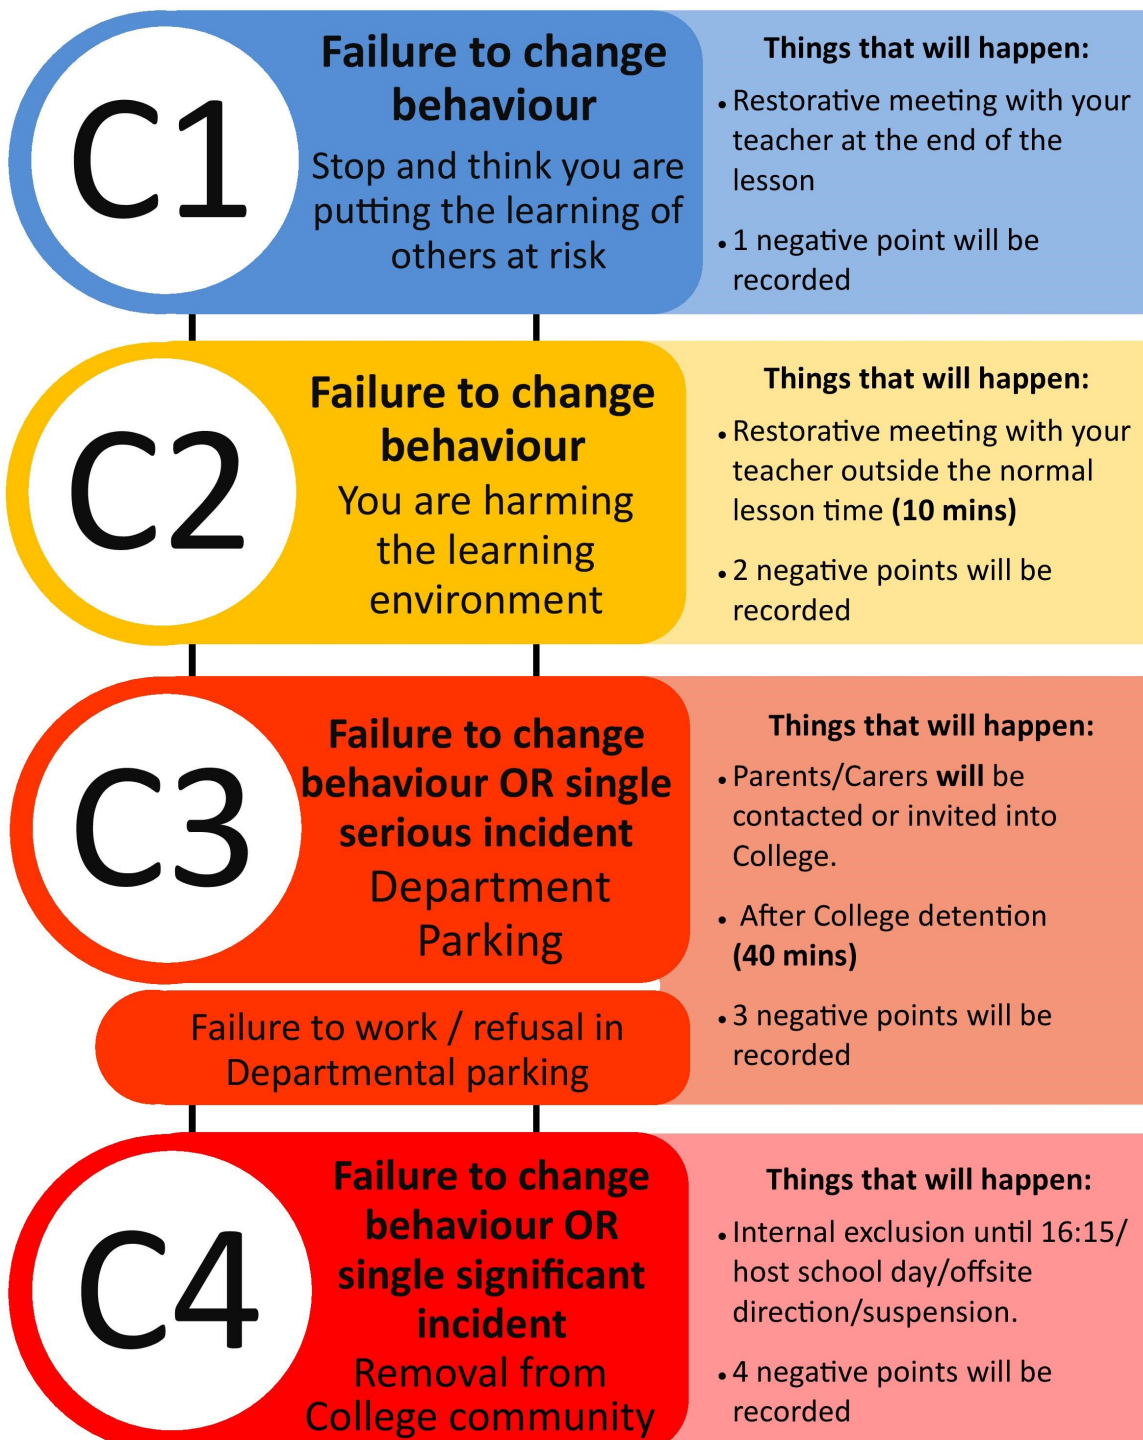 C1
Failure to change
behaviour
Stop and think you are
putting the learning of
others at risk
Things that will happen:
• Restorative meeting with your
teacher at the end of the
lesson
• 1 negative point will be
recorded
C2
Failure to change
behaviour
You are harming
the learning
environment
Things that will happen:
• Restorative meeting with your
teacher outside the normal
lesson time (10 mins)
• 2 negative points will be
recorded
C3
Failure to change
behaviour OR single
serious incident
Department
Parking
Failure to work / refusal in
Departmental parking
Things that will happen:
• Parents/Carers will be
contacted or invited into
College.
• After College detention
(40 mins)
• 3 negative points will be
recorded
C4
Failure to change
behaviour OR
single significant
incident
Removal from
College community
Things that will happen:
• Internal exclusion until 16:15/
host school day/offsite
direction/suspension.
• 4 negative points will be
recorded